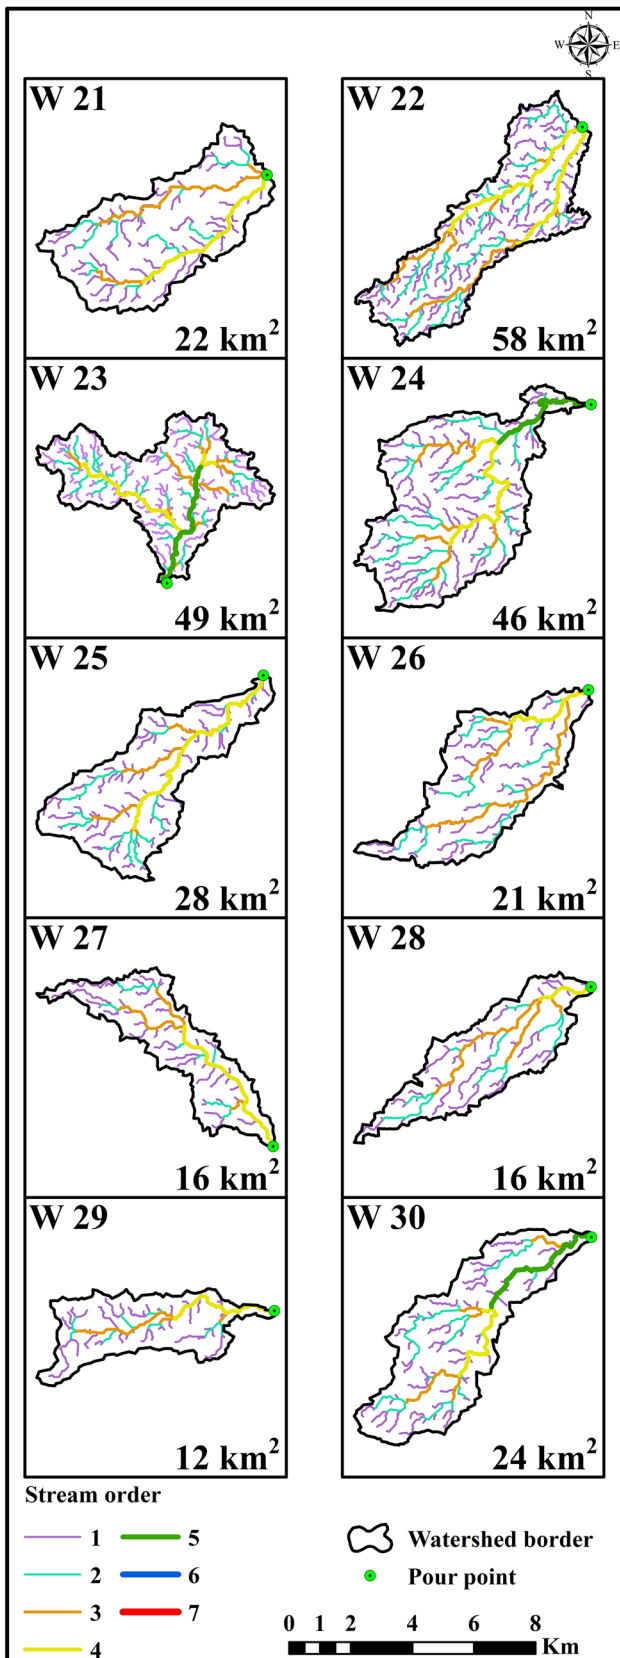 N
W E
S
W 21
22 km²
W 22
58 km²
W 23
49 km²
W 24
46 km²
W 25
28 km²
W 26
21 km²
W 27
16 km²
W 28
16 km²
W 29
12 km²
W 30
24 km²
Stream order
1 5
2 6
3 7
4
Watershed border
Pour point
0 1 2 4 6 8
Km